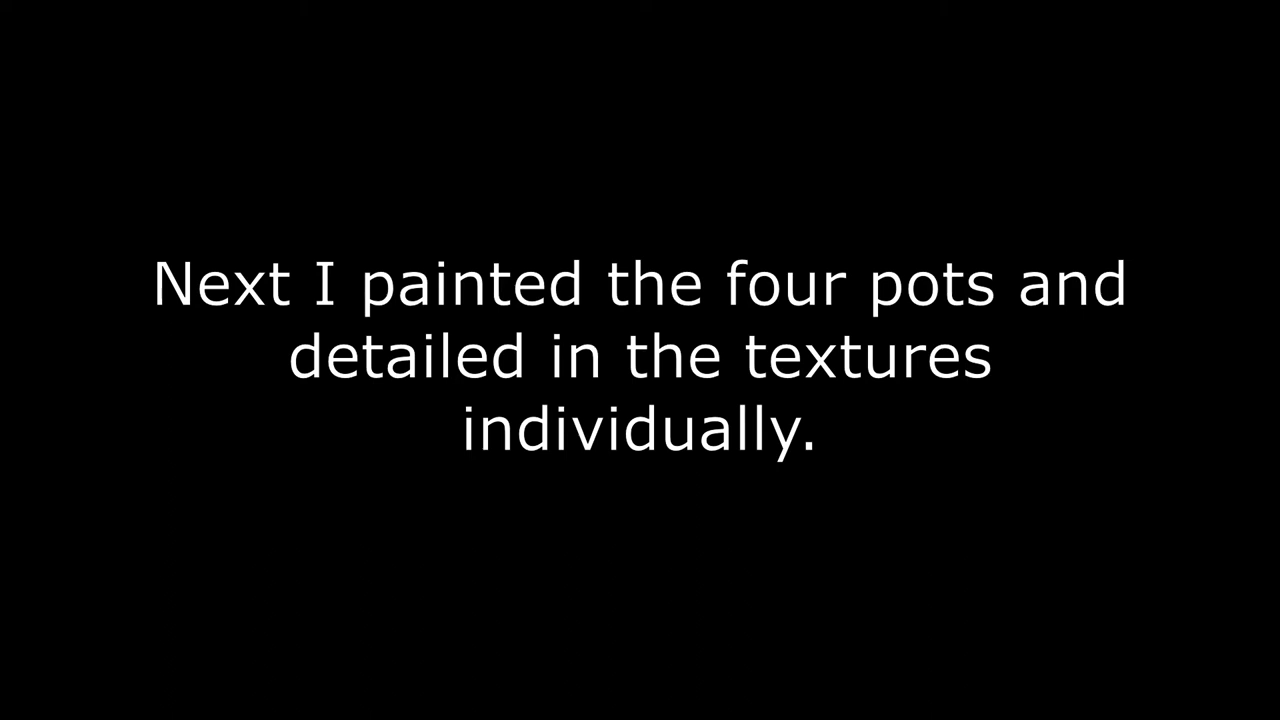 Next I painted the four pots and
detailed in the textures
individually.